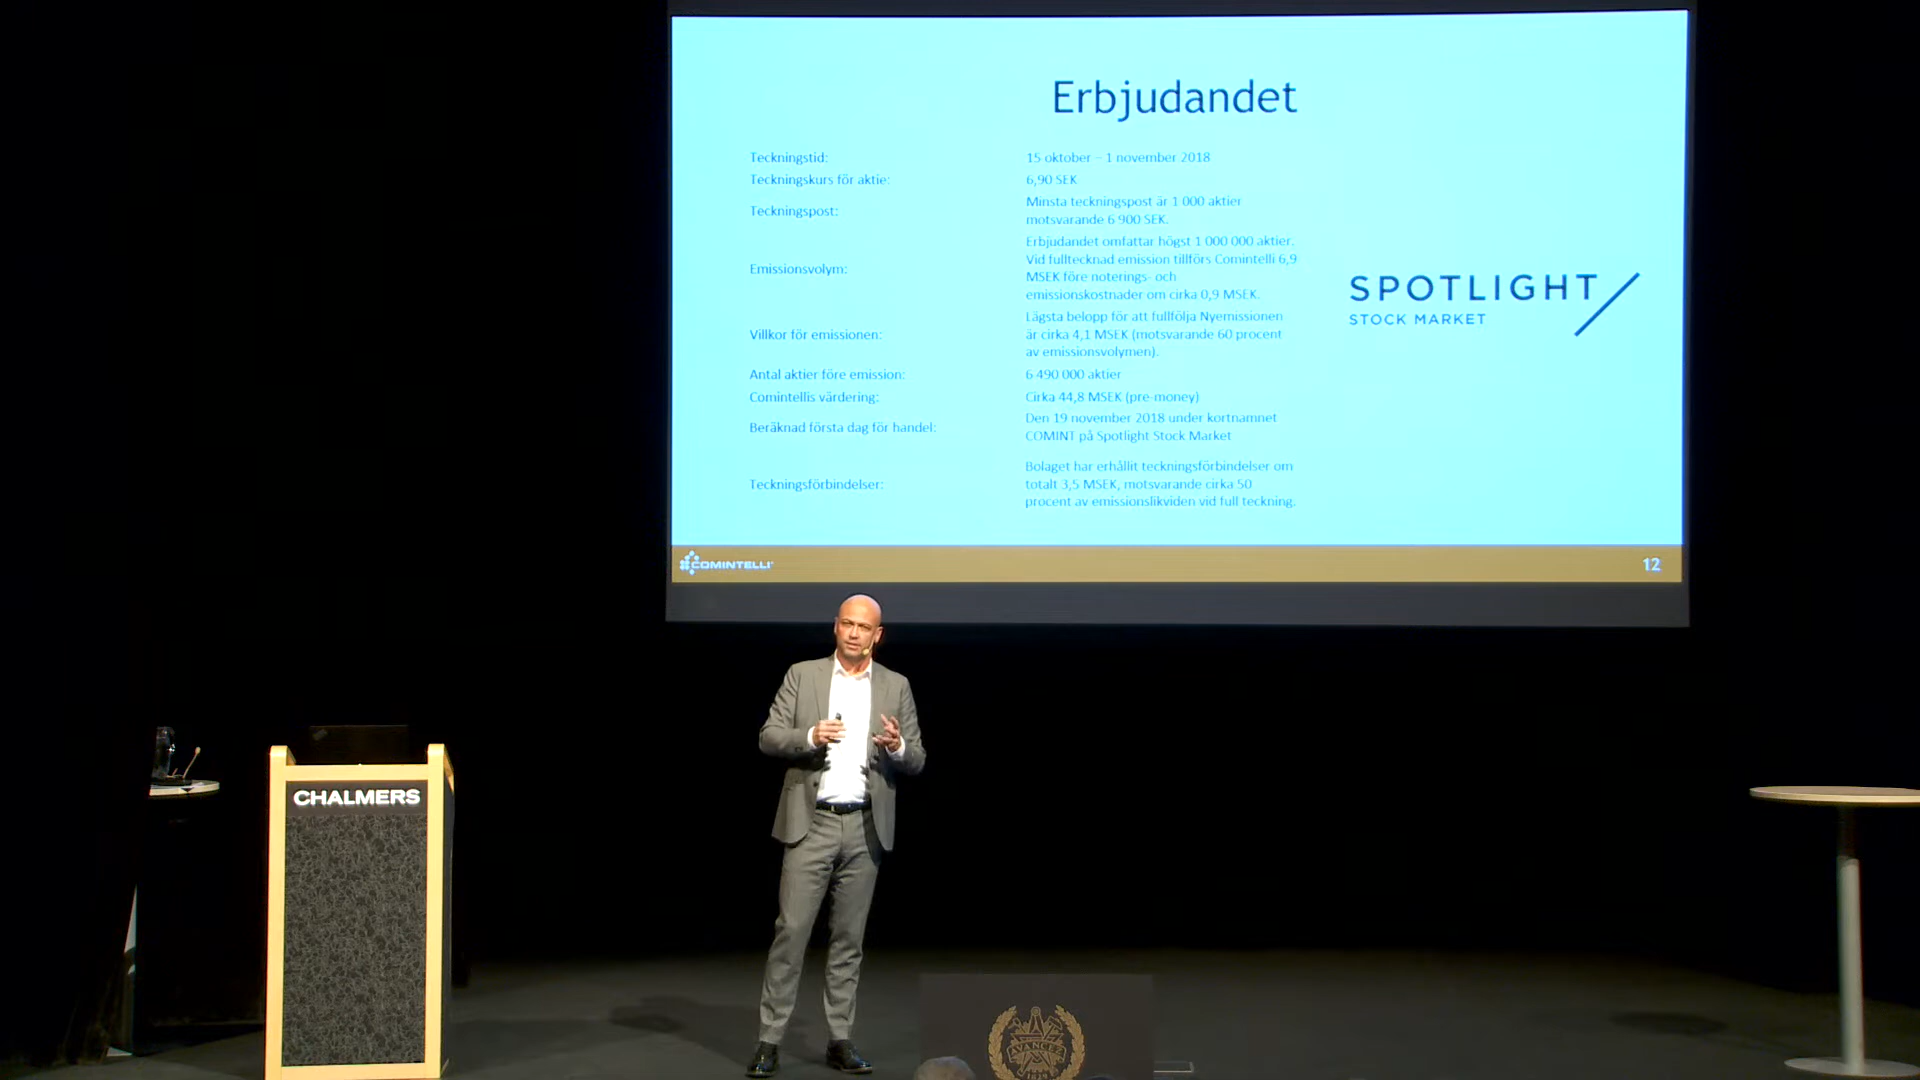 Erbjudandet
Teckningstid:
15 oktober – 1 november 2018
Teckningskurs för aktie:
6,90 SEK
Teckningspost:
Minsta teckningspost är 1 000 aktier
motsvarande 6 900 SEK.
Emissionsvolym:
Erbjudandet omfattar högst 1 000 000 aktier.
Vid fulltecknad emission tillförs Comintelli 6,9
MSEK före noterings- och
emissionskostnader om cirka 0,9 MSEK.
Villkor för emissionen:
Lägsta belopp för att fullfölja Nyemissionen
är cirka 4,1 MSEK (motsvarande 60 procent
av emissionsvolymen).
Antal aktier före emission:
6 490 000 aktier
Comintellis värdering:
Cirka 44,8 MSEK (pre-money)
Beräknad första dag för handel:
Den 19 november 2018 under kortnamnet
COMINT på Spotlight Stock Market
Teckningsförbindelser:
Bolaget har erhållit teckningsförbindelser om
totalt 3,5 MSEK, motsvarande cirka 50
procent av emissionslikviden vid full teckning.
SPOTLIGHT
STOCK MARKET
COMINTELLI
12
CHALMERS
AVANCEZ